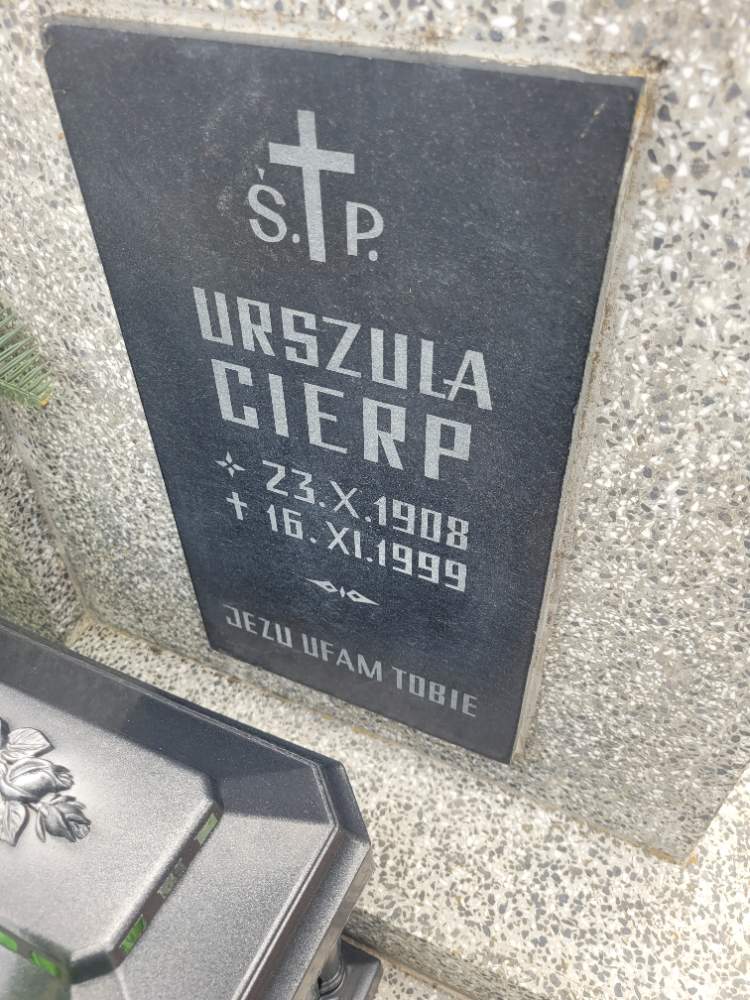 Ś. P.
URSZULA
CIERP
23.X.1908
16.XI.1999
JEZU UFAM TOBIE